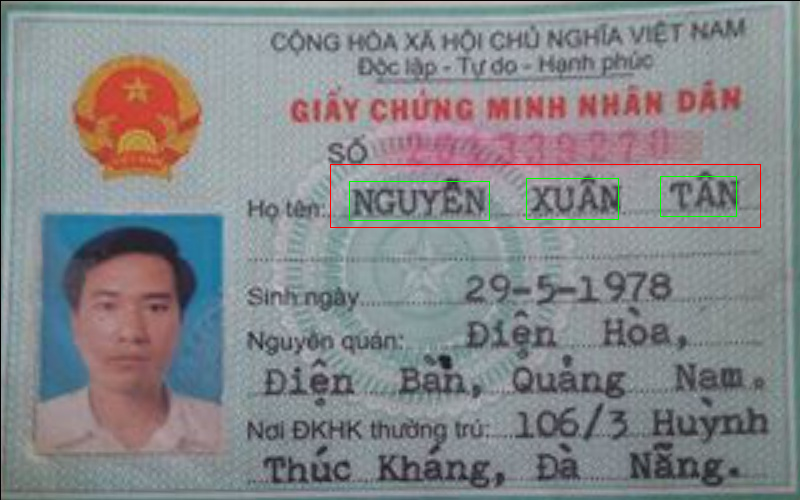 CỘNG HÒA XÃ HỘI CHỦ NGHĨA VIỆT NAM
Độc lập - Tự do - Hạnh phúc
GIẤY CHỨNG MINH NHÂN DÂN
SỐ
Họ tên: NGUYỄN XUÂN TÂN
Sinh ngày 29-5-1978
Nguyên quán: Điện Hòa,
Điện Bàn, Quảng Nam.
Nơi ĐKHK thường trú: 106/3 Huỳnh
Thúc Kháng, Đà Nẵng.